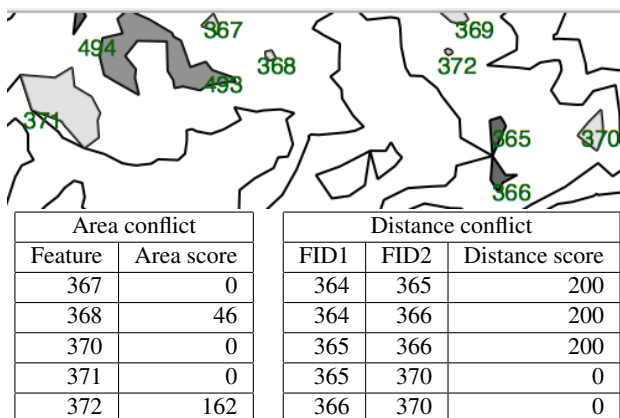 367
369
494
368
372
493
371
365
370
366
Area conflict
Feature Area score
367 0
368 46
370 0
371 0
372 162
Distance conflict
FID1 FID2 Distance score
364 365 200
364 366 200
365 366 200
365 370 0
366 370 0